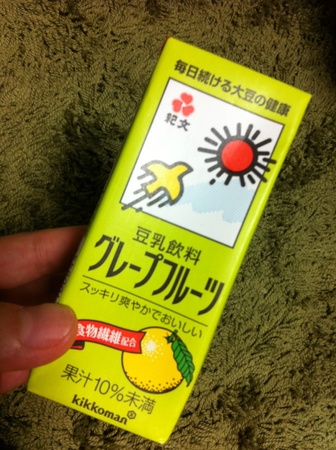 毎日続ける大豆の健康
紀文
豆乳飲料
グレープフルーツ
スッキリ爽やかでおいしい
食物繊維配合
果汁10%未満
kikkoman®